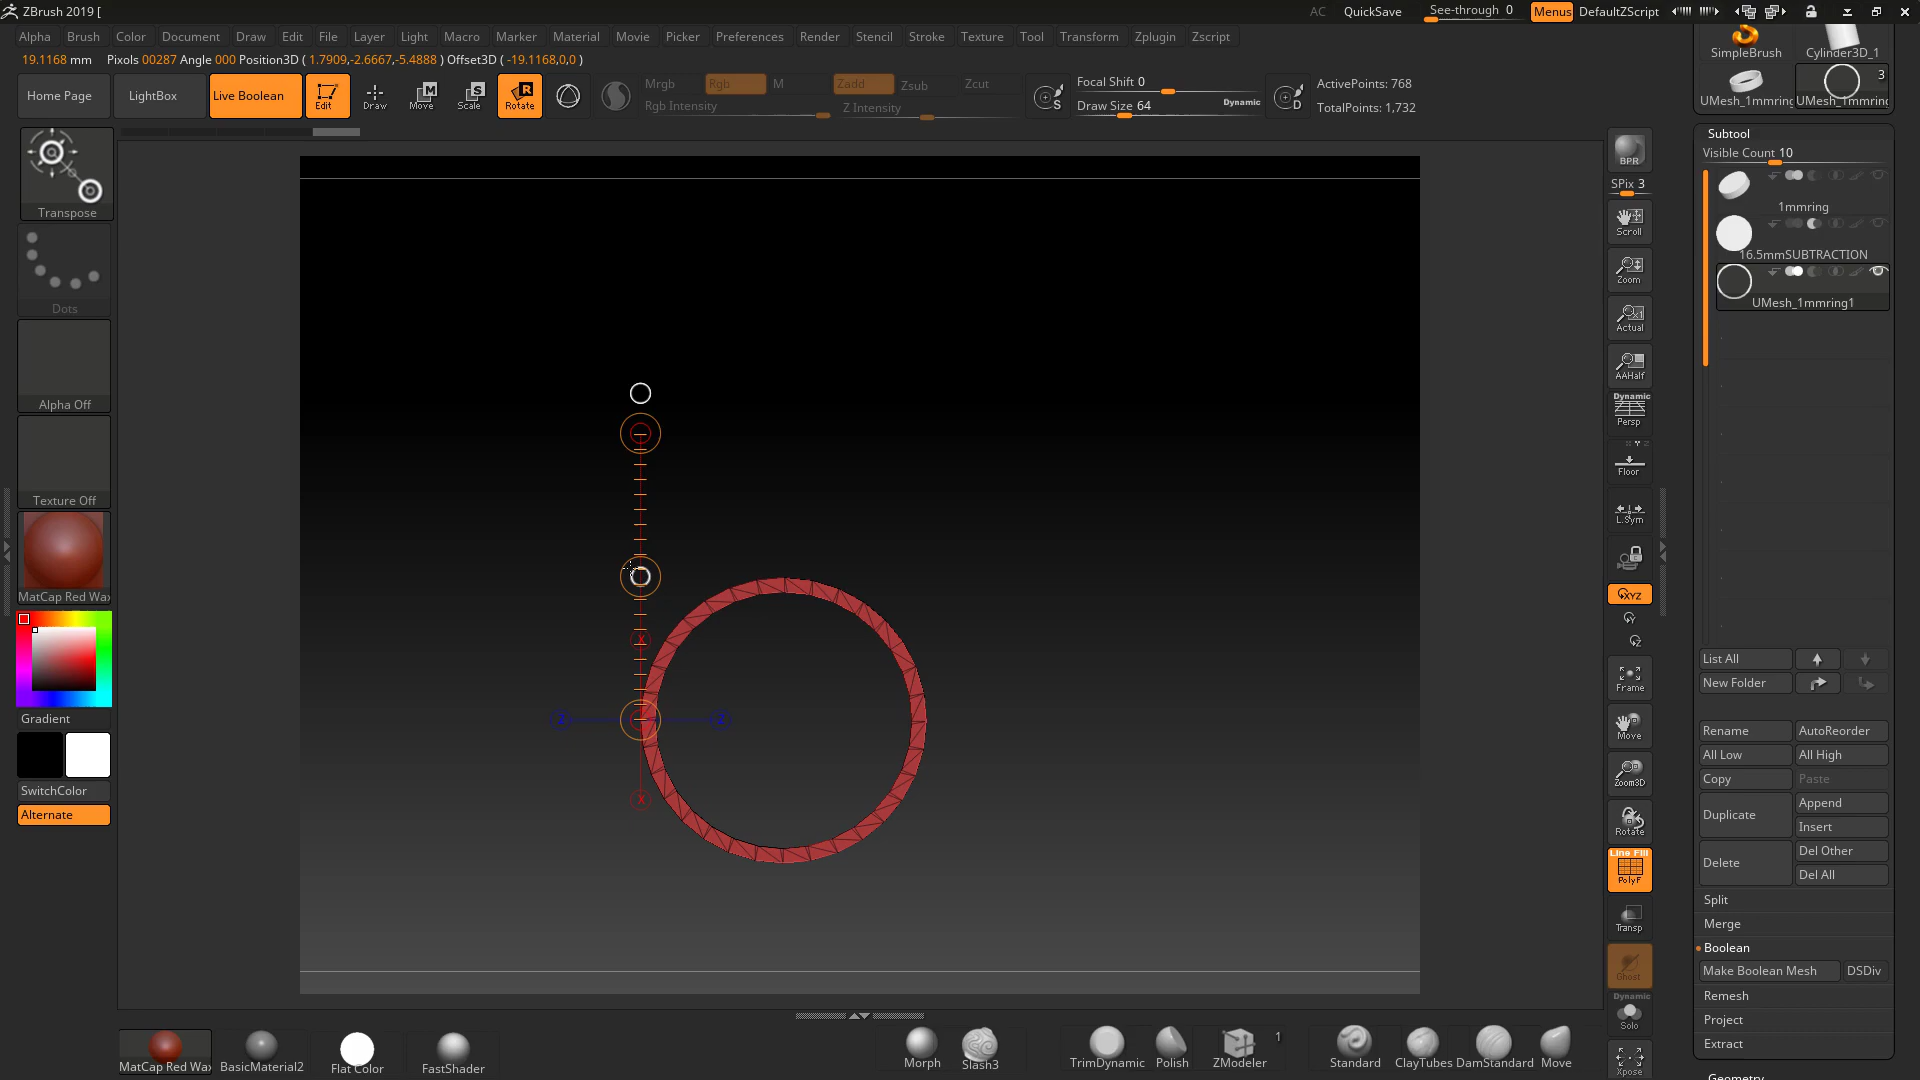 ZBrush 2019 [
AC QuickSave See-through 0 Menus DefaultZScript
Alpha Brush Color Document Draw Edit File Layer Light Macro Marker Material Movie Picker Preferences Render Stencil Stroke Texture Tool Transform Zplugin Zscript
19.1168 mm Pixols 00287 Angle 000 Position3D ( 1.7909,-2.6667,-5.4888 ) Offset3D ( -19.1168,0,0 )
Home Page LightBox Live Boolean Edit Draw Move Scale Rotate
Mrgb Rgb M Zadd Zsub Zcut
Rgb Intensity Z Intensity
Focal Shift 0
Draw Size 64 Dynamic
ActivePoints: 768
TotalPoints: 1,732
S
D
R
Transpose
Dots
Alpha Off
Texture Off
MatCap Red Wax
Gradient
SwitchColor
Alternate
X
Z Z
X
BPR
SPix 3
Scroll
Zoom
Actual
AAHalf
Dynamic
Persp
Floor
L.Sym
XYZ
Y
Z
Frame
Move
Zoom3D
Rotate
Line Fill
PolyF
Transp
Ghost
Dynamic
Solo
Xpose
SimpleBrush Cylinder3D_1
3
UMesh_1mmring UMesh_1mmring
Subtool
Visible Count 10
1mmring
16.5mmSUBTRACTION
UMesh_1mmring1
List All
New Folder
Rename AutoReorder
All Low All High
Copy Paste
Duplicate Append
Insert
Delete Del Other
Del All
Split
Merge
Boolean
Make Boolean Mesh DSDiv
Remesh
Project
Extract
Geometry
MatCap Red Wax BasicMaterial2 Flat Color FastShader
Morph Slash3 TrimDynamic Polish ZModeler 1 Standard ClayTubes DamStandard Move